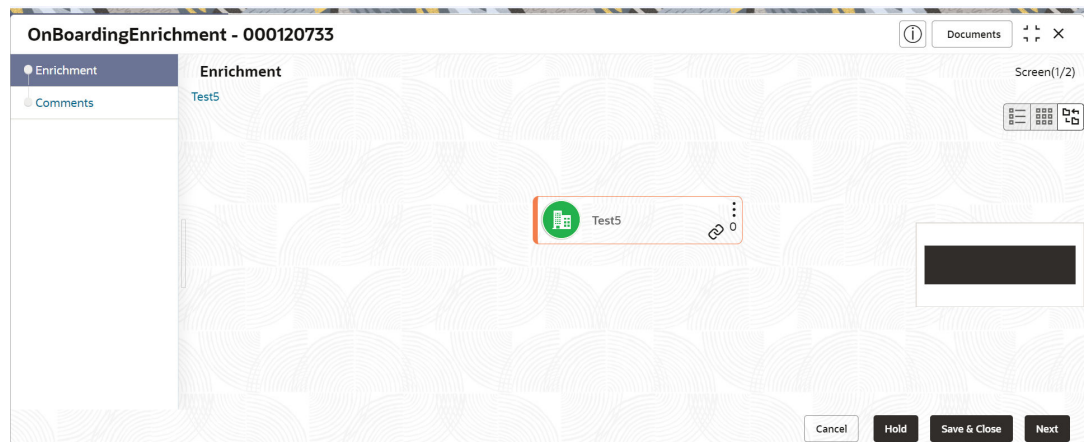 OnBoardingEnrichment - 000120733
Documents
Enrichment
Comments
Enrichment
Screen(1/2)
Test5
Test5
0
Cancel
Hold
Save & Close
Next